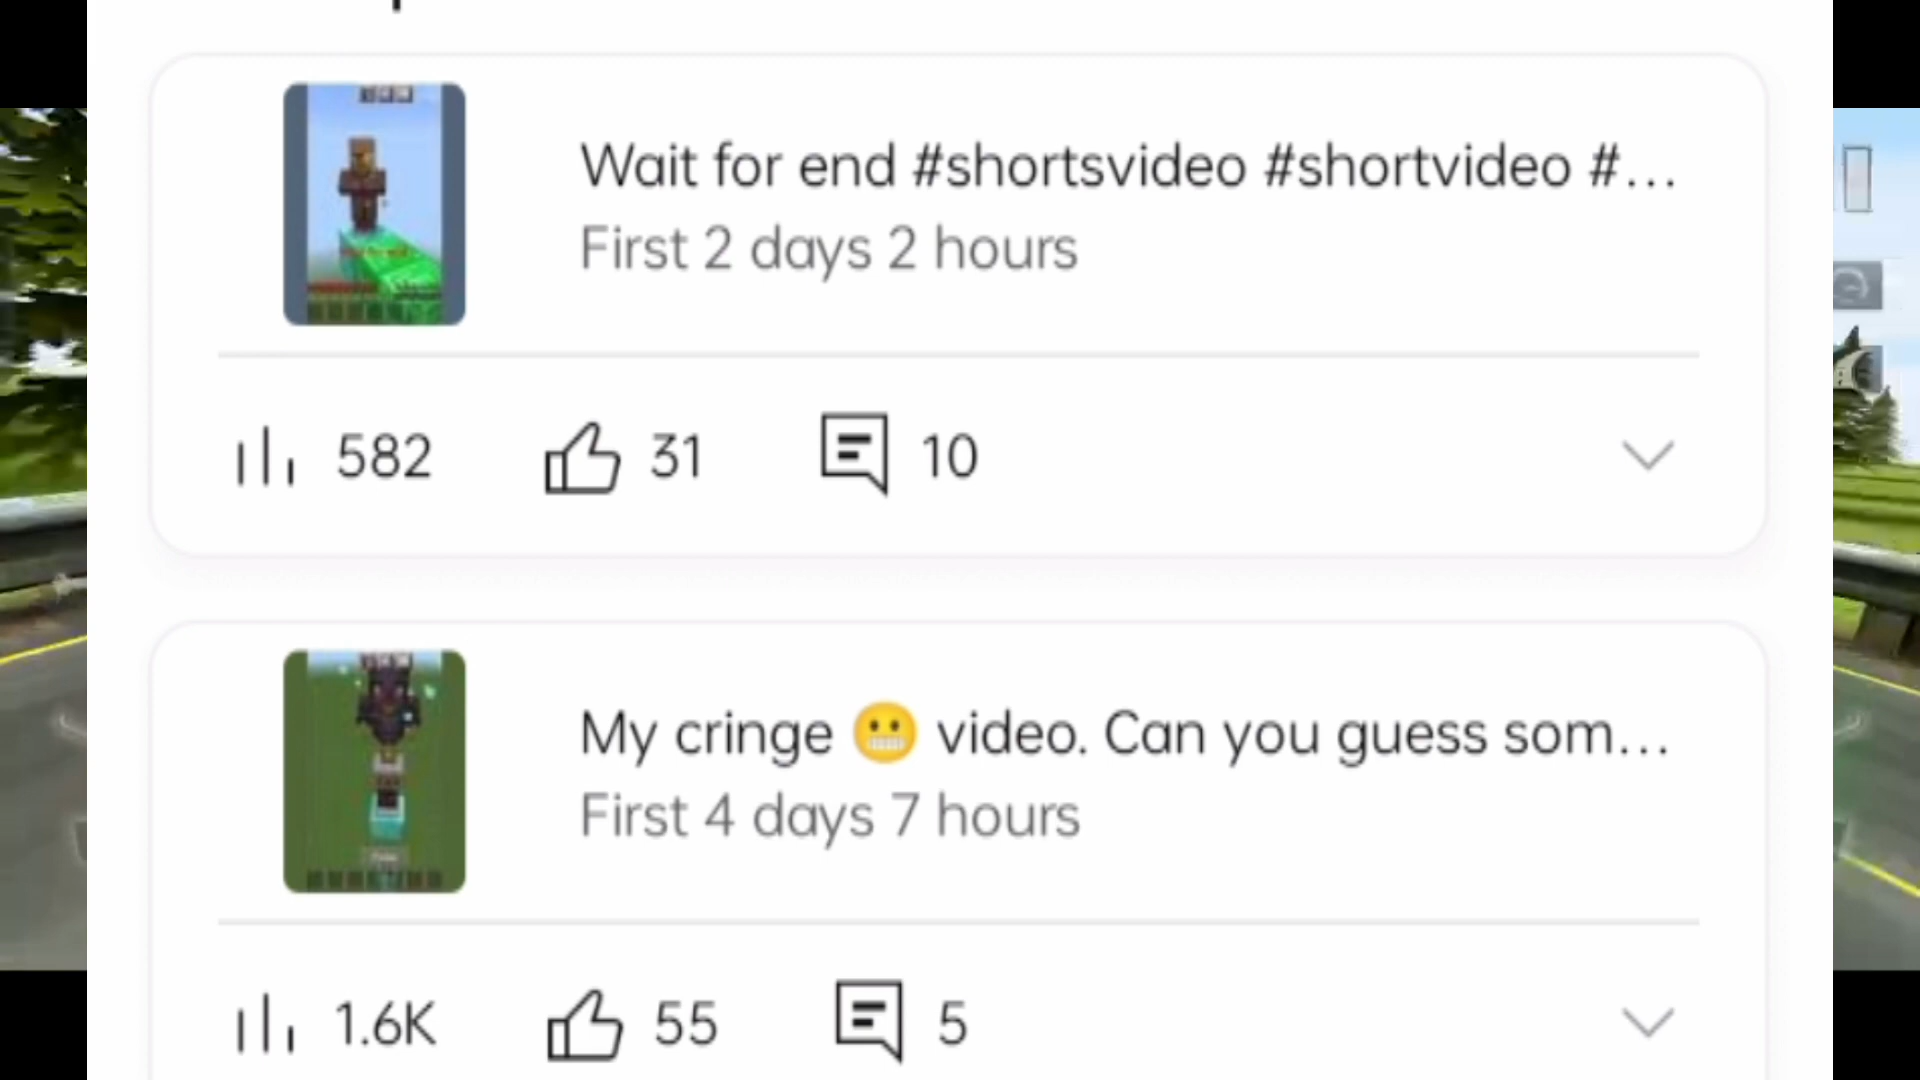 Wait for end #shortsvideo #shortvideo #...
First 2 days 2 hours
582 31 10
My cringe 😬 video. Can you guess som...
First 4 days 7 hours
1.6K 55 5